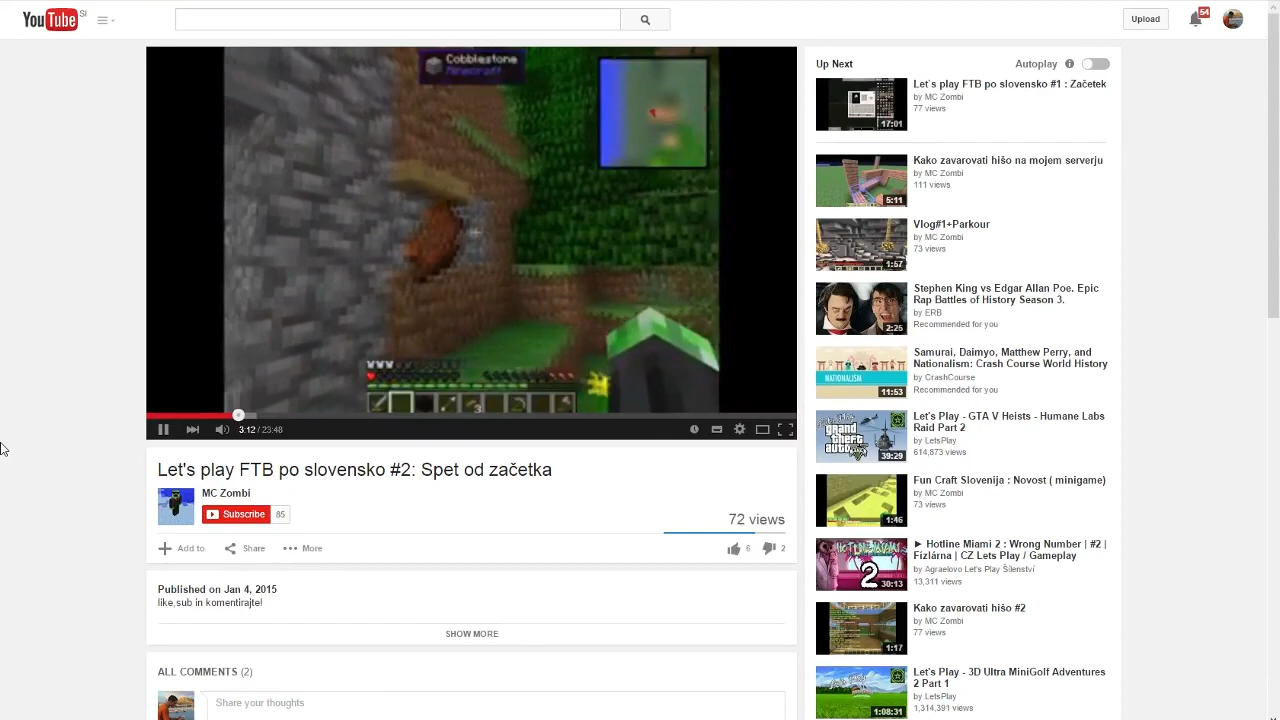 YouTube SI
Upload
54
Cobblestone
Minecraft
3
3:12 / 23:48
Let's play FTB po slovensko #2: Spet od začetka
MC Zombi
Subscribe 85
72 views
Add to Share More 6 2
Published on Jan 4, 2015
like,sub in komentirajte!
SHOW MORE
ALL COMMENTS (2)
Share your thoughts
Up Next Autoplay
Let`s play FTB po slovensko #1 : Začetek
by MC Zombi
77 views
17:01
Kako zavarovati hišo na mojem serverju
by MC Zombi
111 views
5:11
Vlog#1+Parkour
by MC Zombi
73 views
1:57
Stephen King vs Edgar Allan Poe. Epic
Rap Battles of History Season 3.
by ERB
Recommended for you
2:25
Samurai, Daimyo, Matthew Perry, and
Nationalism: Crash Course World History
by CrashCourse
Recommended for you
NATIONALISM
11:53
Let's Play - GTA V Heists - Humane Labs
Raid Part 2
by LetsPlay
614,873 views
grand
theft
auto
39:29
Fun Craft Slovenija : Novost ( minigame)
by MC Zombi
73 views
1:46
► Hotline Miami 2 : Wrong Number | #2 |
Fízlárna | CZ Lets Play / Gameplay
by Agraelovo Let's Play Šílenství
13,311 views
HOTLINE MIAMI
2
30:13
Kako zavarovati hišo #2
by MC Zombi
77 views
1:17
Let's Play - 3D Ultra MiniGolf Adventures
2 Part 1
by LetsPlay
1,314,391 views
1:08:31